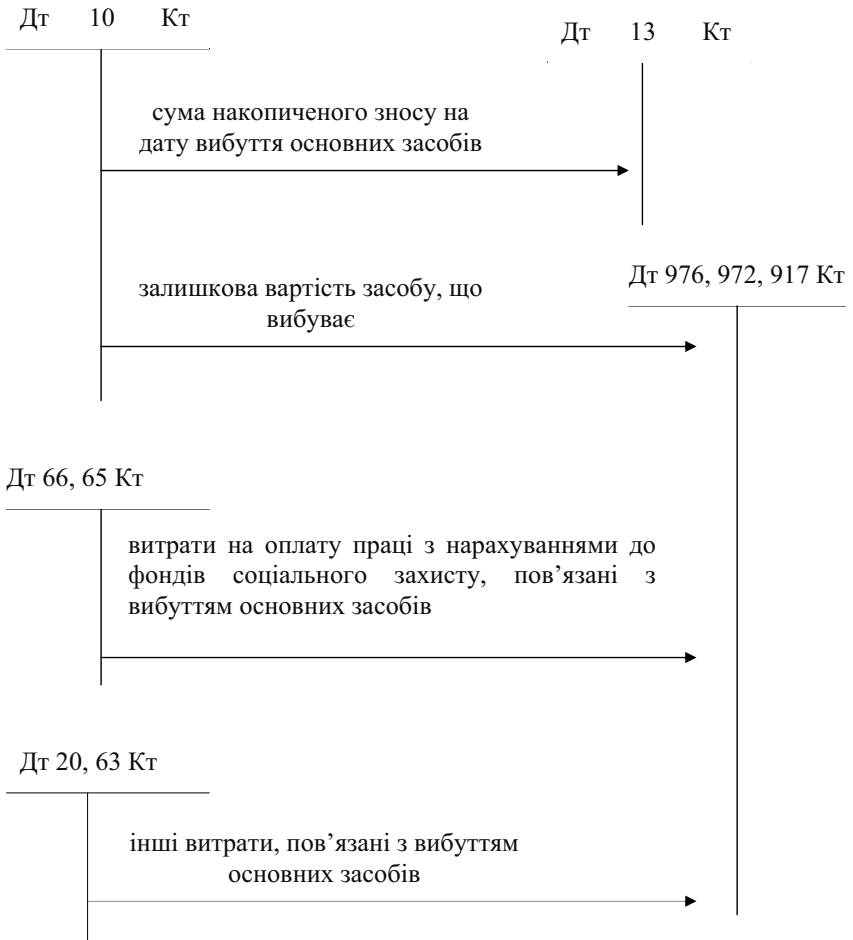 Дт 10 Кт
Дт 13 Кт
сума накопиченого зносу на
дату вибуття основних засобів
Дт 976, 972, 917 Кт
залишкова вартість засобу, що
вибуває
Дт 66, 65 Кт
витрати на оплату праці з нарахуваннями до
фондів соціального захисту, пов’язані з
вибуттям основних засобів
Дт 20, 63 Кт
інші витрати, пов’язані з вибуттям
основних засобів